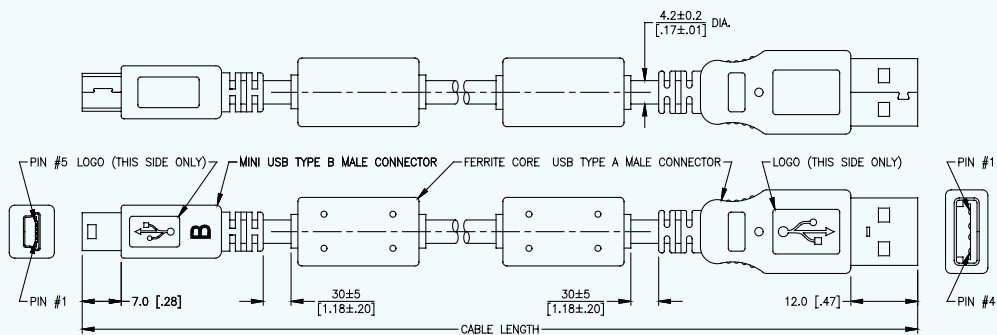 4.2±0.2 DIA.
[.17±.01]
PIN #5 LOGO (THIS SIDE ONLY) MINI USB TYPE B MALE CONNECTOR FERRITE CORE USB TYPE A MALE CONNECTOR LOGO (THIS SIDE ONLY) PIN #1
B
PIN #1 7.0 [.28] 30±5 30±5 12.0 [.47] PIN #4
[1.18±.20] [1.18±.20]
CABLE LENGTH